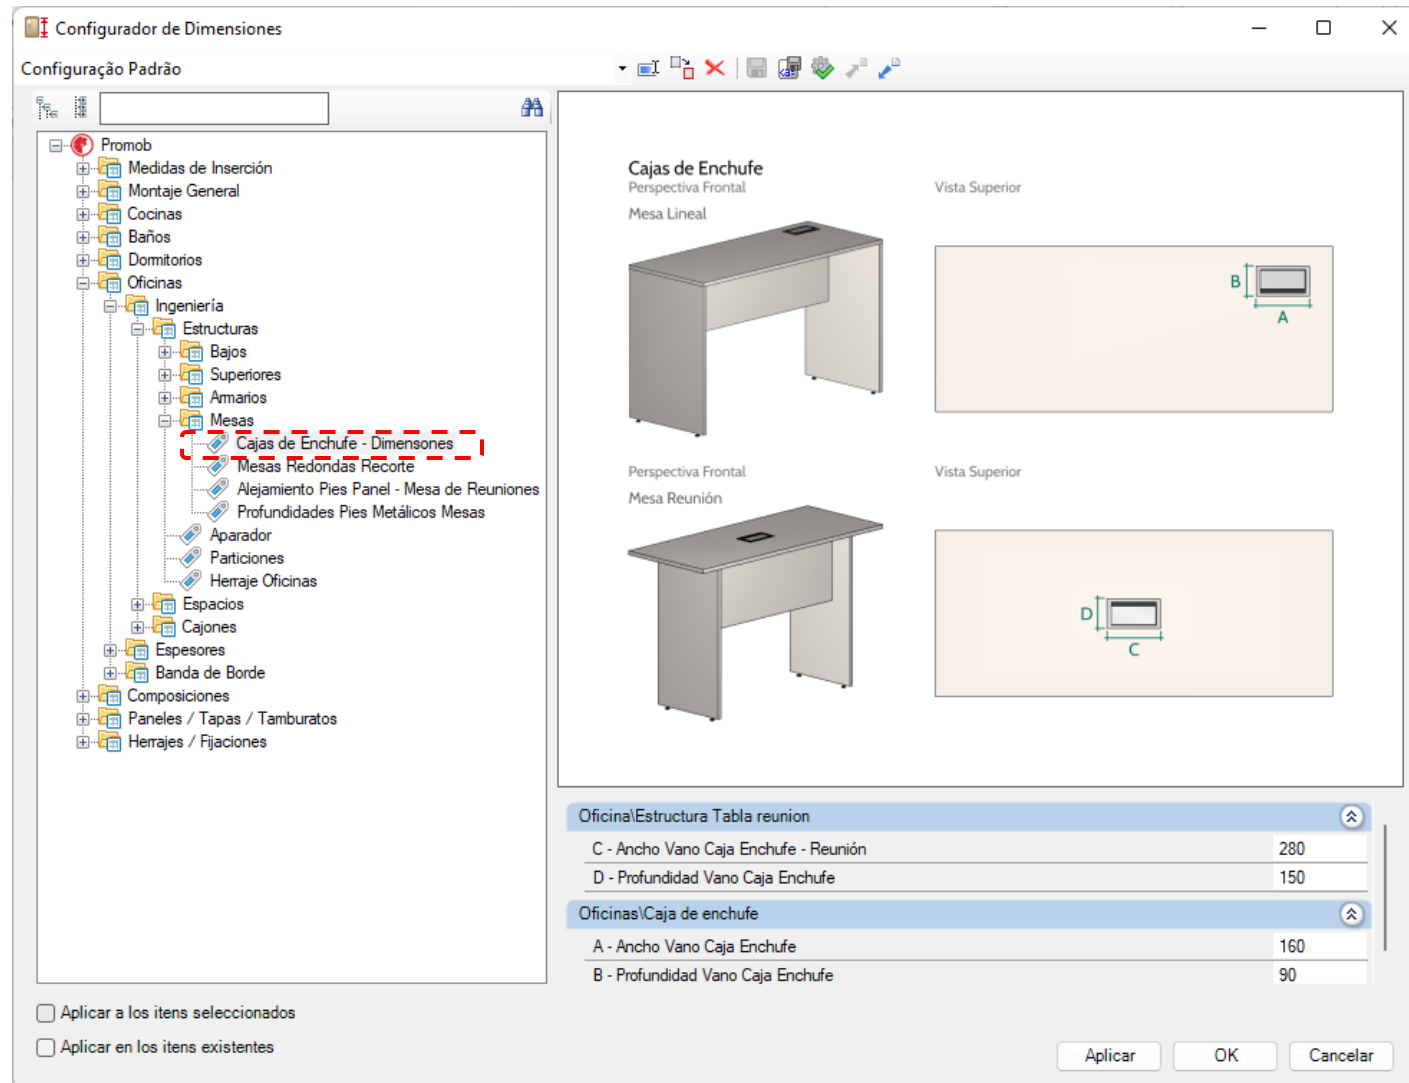 Configurador de Dimensiones
Configuração Padrão
Promob
Medidas de Inserción
Montaje General
Cocinas
Baños
Dormitorios
Oficinas
Ingeniería
Estructuras
Bajos
Superiores
Armarios
Mesas
Cajas de Enchufe - Dimensones
Mesas Redondas Recorte
Alejamiento Pies Panel - Mesa de Reuniones
Profundidades Pies Metálicos Mesas
Aparador
Particiones
Herraje Oficinas
Espacios
Cajones
Espesores
Banda de Borde
Composiciones
Paneles / Tapas / Tamburatos
Herrajes / Fijaciones
Cajas de Enchufe
Perspectiva Frontal
Vista Superior
Mesa Lineal
B
A
Perspectiva Frontal
Vista Superior
Mesa Reunión
D
C
Oficina\Estructura Tabla reunion
C - Ancho Vano Caja Enchufe - Reunión 280
D - Profundidad Vano Caja Enchufe 150
Oficinas\Caja de enchufe
A - Ancho Vano Caja Enchufe 160
B - Profundidad Vano Caja Enchufe 90
Aplicar a los itens seleccionados
Aplicar en los itens existentes
Aplicar OK Cancelar